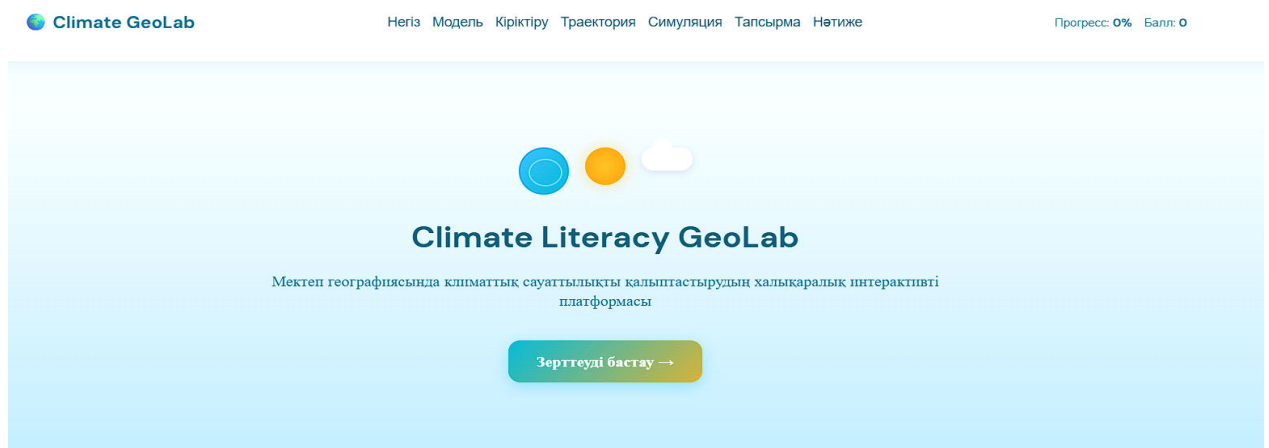 Climate GeoLab
Негіз Модель Кіріктіру Траектория Симуляция Тапсырма Нәтиже
Прогресс: 0% Балл: 0
Climate Literacy GeoLab
Мектеп географиясында климаттық сауаттылықты қалыптастырудың халықаралық интерактивті
платформасы
Зерттеуді бастау →